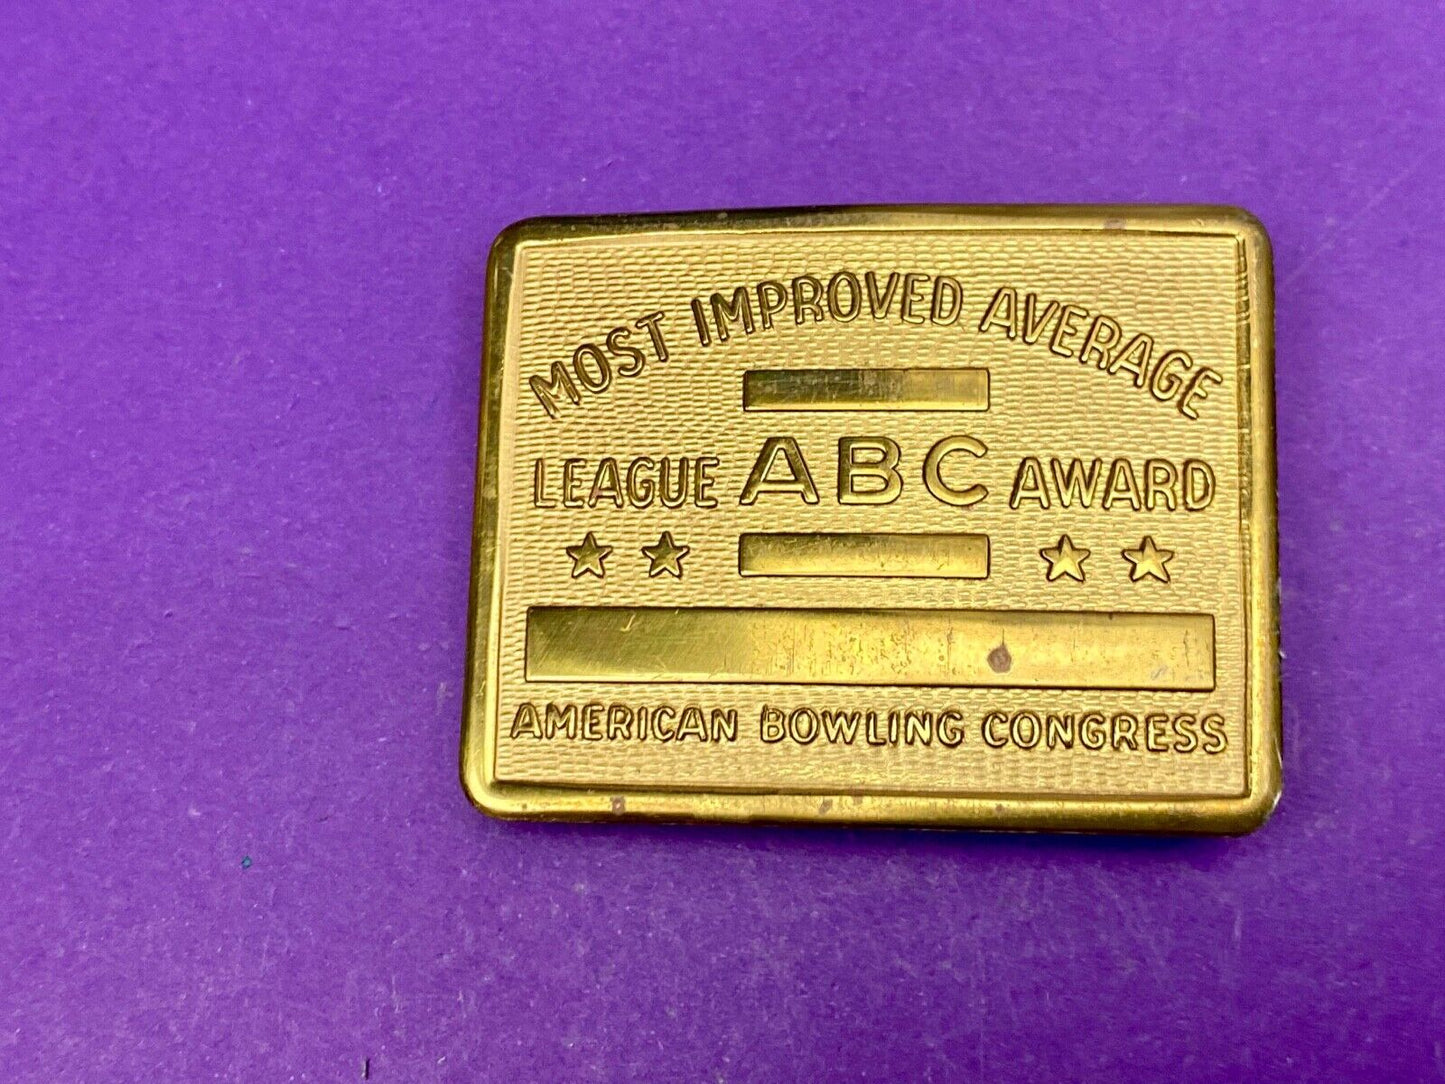 MOST IMPROVED AVERAGE
LEAGUE ABC AWARD
AMERICAN BOWLING CONGRESS